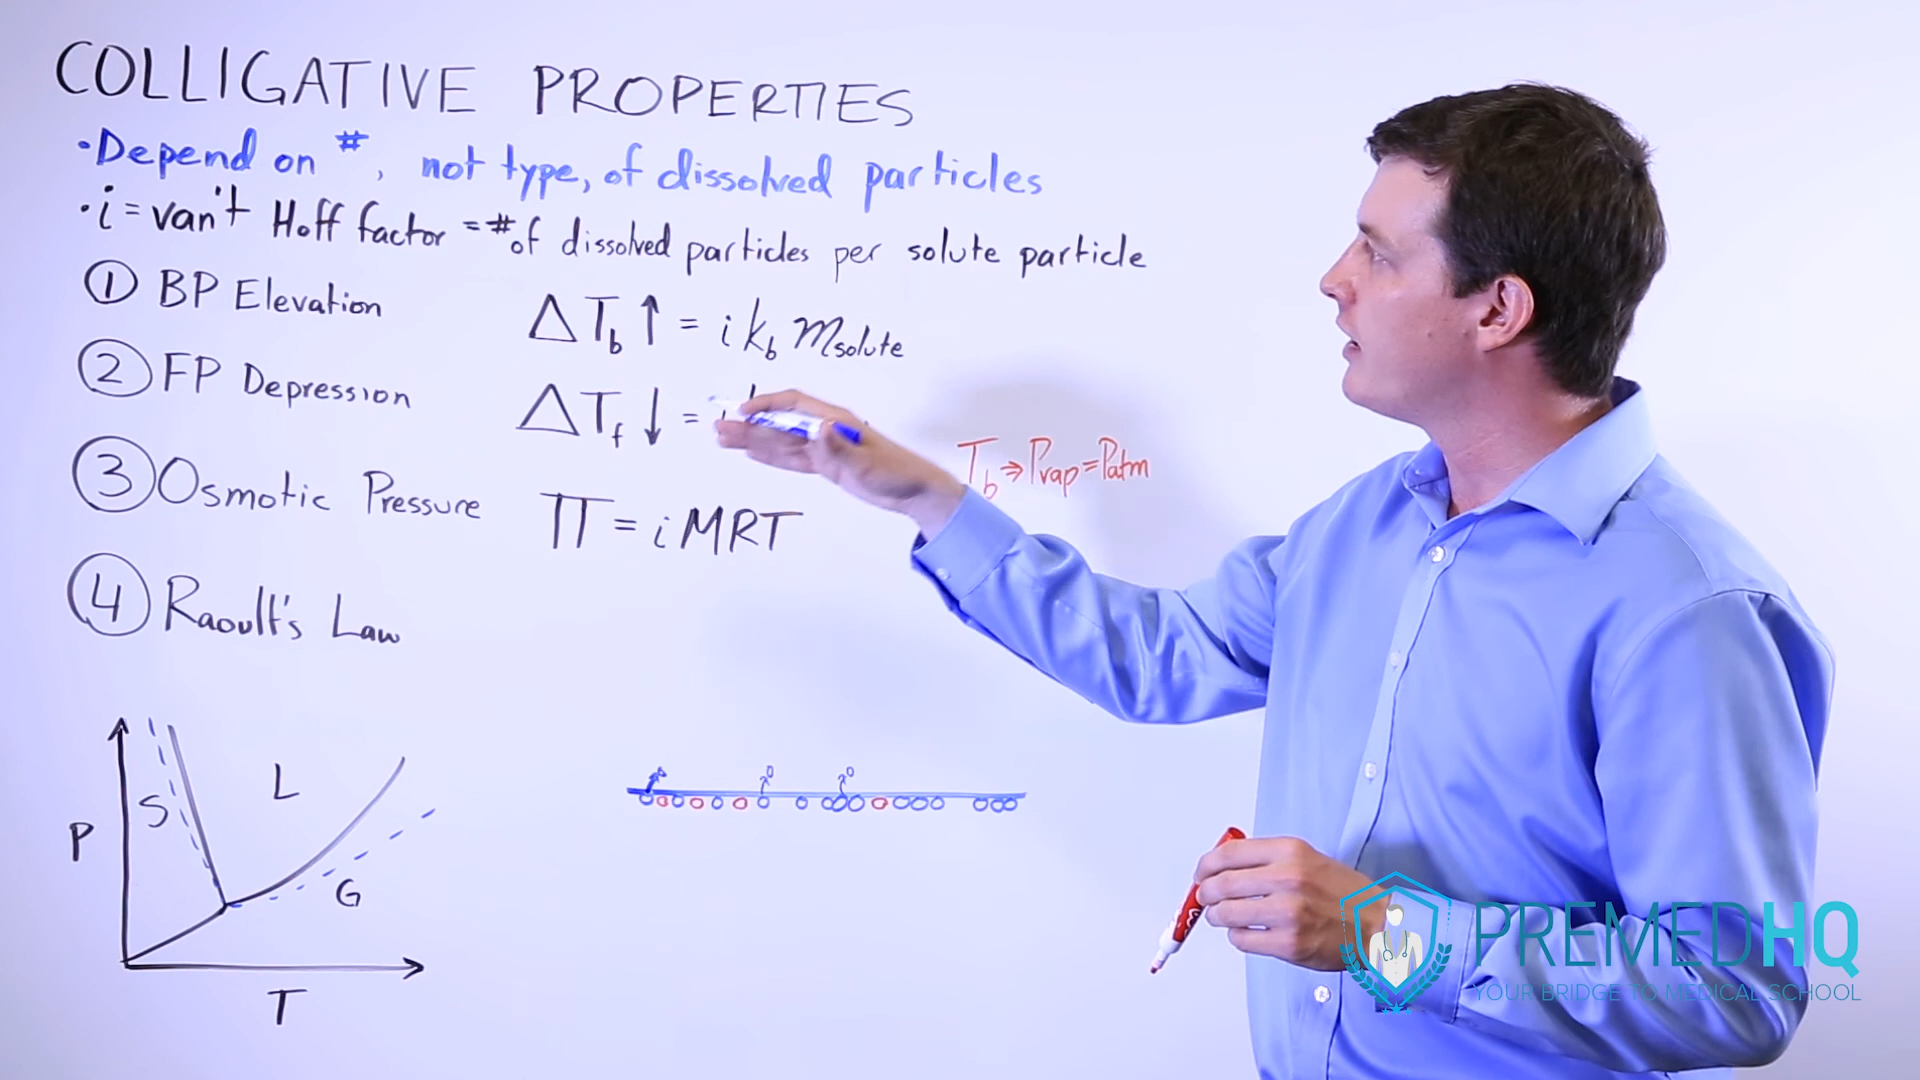 COLLIGATIVE PROPERTIES
•Depend on #, not type, of dissolved particles
•i = van't Hoff factor = # of dissolved particles per solute particle
① BP Elevation ΔT_b ↑ = i k_b m_solute
② FP Depression ΔT_f ↓ = i
③ Osmotic Pressure π = iMRT
T_b ⇒ P_vap = P_atm
④ Raoult's Law
P
S
L
G
T
PREMEDHQ
YOUR BRIDGE TO MEDICAL SCHOOL